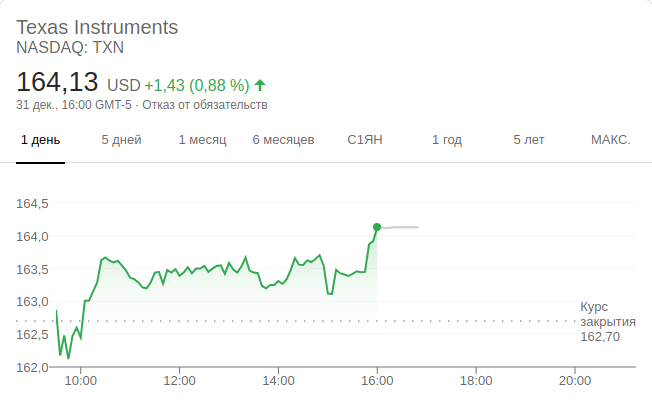 Texas Instruments
NASDAQ: TXN
164,13 USD +1,43 (0,88 %)
31 дек., 16:00 GMT-5 · Отказ от обязательств
1 день 5 дней 1 месяц 6 месяцев С1ЯН 1 год 5 лет МАКС.
164,5
164,0
163,5
163,0
Курс
закрытия
162,70
162,5
162,0
10:00 12:00 14:00 16:00 18:00 20:00